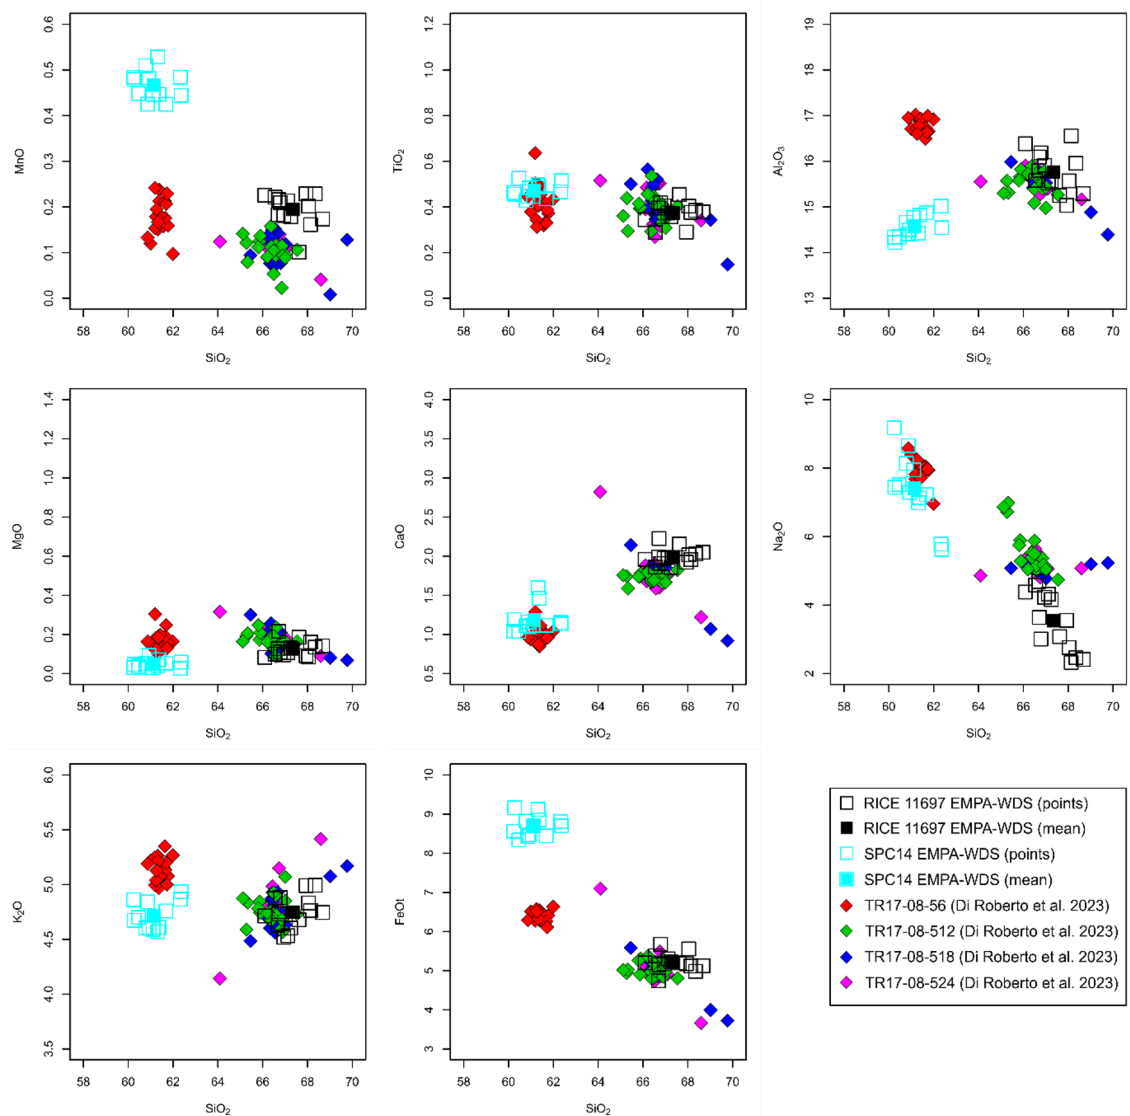 0.6
0.5
0.4
0.3
0.2
0.1
0.0
MnO
58 60 62 64 66 68 70
SiO2
1.2
1.0
0.8
0.6
0.4
0.2
0.0
TiO2
58 60 62 64 66 68 70
SiO2
19
18
17
16
15
14
13
Al2O3
58 60 62 64 66 68 70
SiO2
1.4
1.2
1.0
0.8
0.6
0.4
0.2
0.0
MgO
58 60 62 64 66 68 70
SiO2
4.0
3.5
3.0
2.5
2.0
1.5
1.0
0.5
CaO
58 60 62 64 66 68 70
SiO2
10
8
6
4
2
Na2O
58 60 62 64 66 68 70
SiO2
6.0
5.5
5.0
4.5
4.0
3.5
K2O
58 60 62 64 66 68 70
SiO2
10
9
8
7
6
5
4
3
FeOt
58 60 62 64 66 68 70
SiO2
RICE 11697 EMPA-WDS (points)
RICE 11697 EMPA-WDS (mean)
SPC14 EMPA-WDS (points)
SPC14 EMPA-WDS (mean)
TR17-08-56 (Di Roberto et al. 2023)
TR17-08-512 (Di Roberto et al. 2023)
TR17-08-518 (Di Roberto et al. 2023)
TR17-08-524 (Di Roberto et al. 2023)